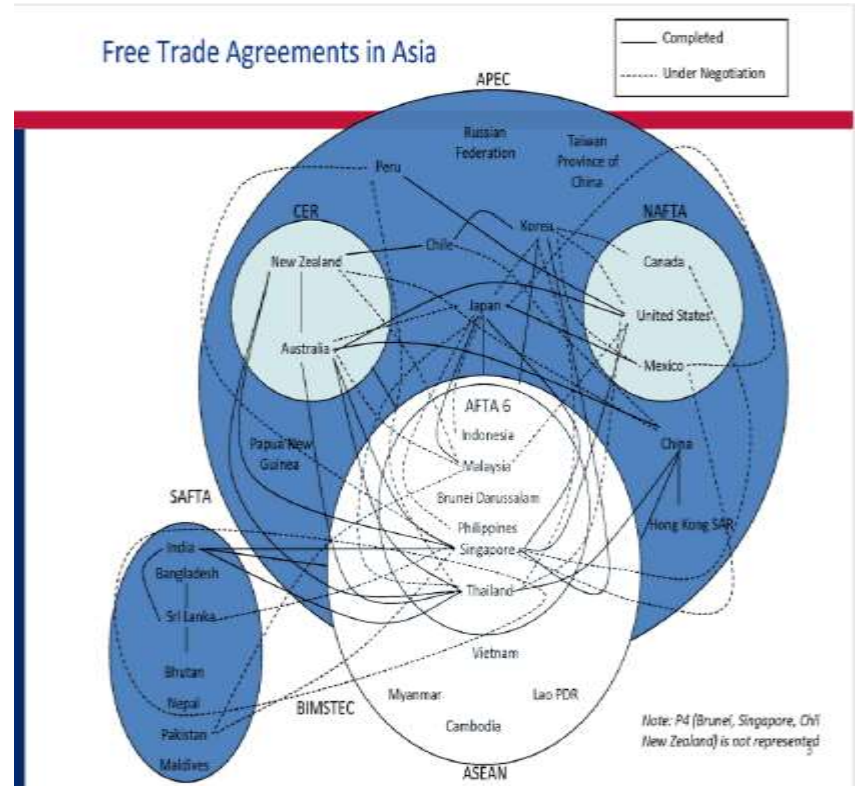 Free Trade Agreements in Asia
Completed
Under Negotiation
APEC
Russian
Federation
Taiwan
Province of
China
Peru
CER
Korea
NAFTA
Chile
New Zealand
Canada
Japan
United States
Australia
Mexico
AFTA 6
Indonesia
Papua New
Guinea
China
Malaysia
SAFTA
Brunei Darussalam
Philippines
Hong Kong SAR
India
Singapore
Bangladesh
Thailand
Sri Lanka
Vietnam
Bhutan
Myanmar
Lao PDR
Nepal
BIMSTEC
Cambodia
Pakistan
Note: P4 (Brunei, Singapore, Chil
New Zealand) is not represented
Maldives
ASEAN